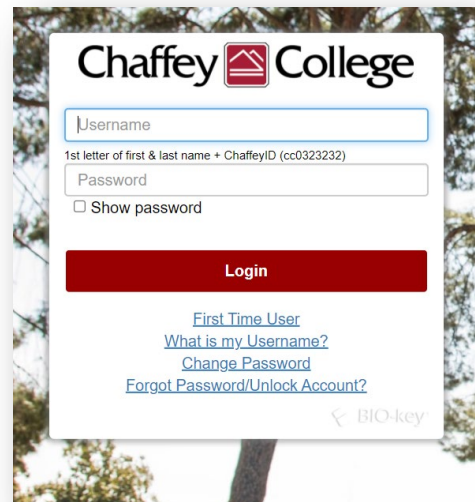 Chaffey College
Username
1st letter of first & last name + ChaffeyID (cc0323232)
Password
Show password
Login
First Time User
What is my Username?
Change Password
Forgot Password/Unlock Account?
BIO-key